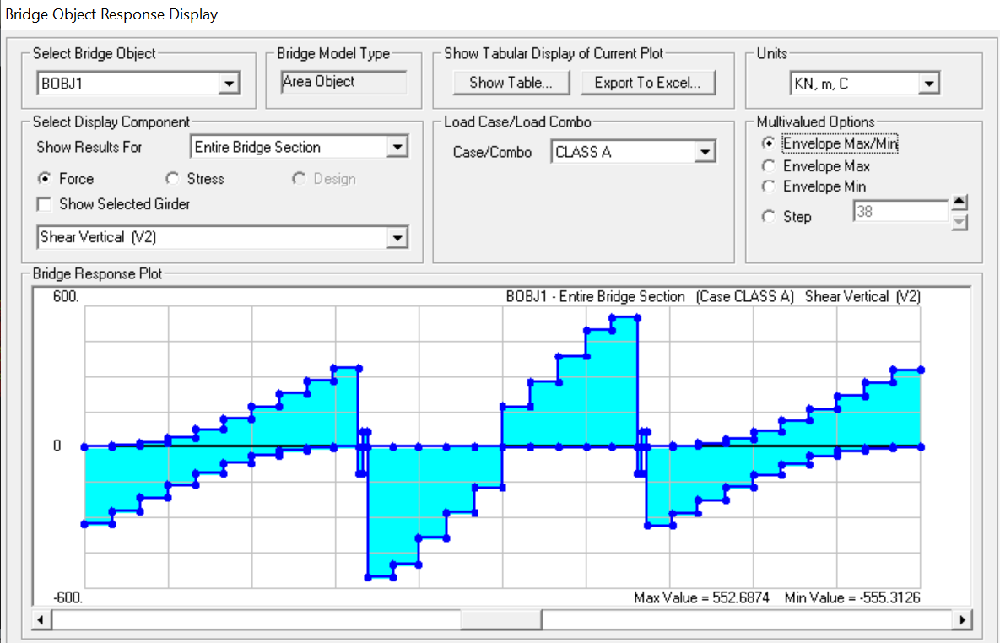 Bridge Object Response Display
Select Bridge Object
BOBJ1
Bridge Model Type
Area Object
Show Tabular Display of Current Plot
Show Table...
Export To Excel...
Units
KN, m, C
Select Display Component
Show Results For
Entire Bridge Section
Force
Stress
Design
Show Selected Girder
Shear Vertical (V2)
Load Case/Load Combo
Case/Combo
CLASS A
Multivalued Options
Envelope Max/Min
Envelope Max
Envelope Min
Step
38
Bridge Response Plot
600.
BOBJ1 - Entire Bridge Section (Case CLASS A) Shear Vertical (V2)
0
-600.
Max Value = 552.6874 Min Value = -555.3126